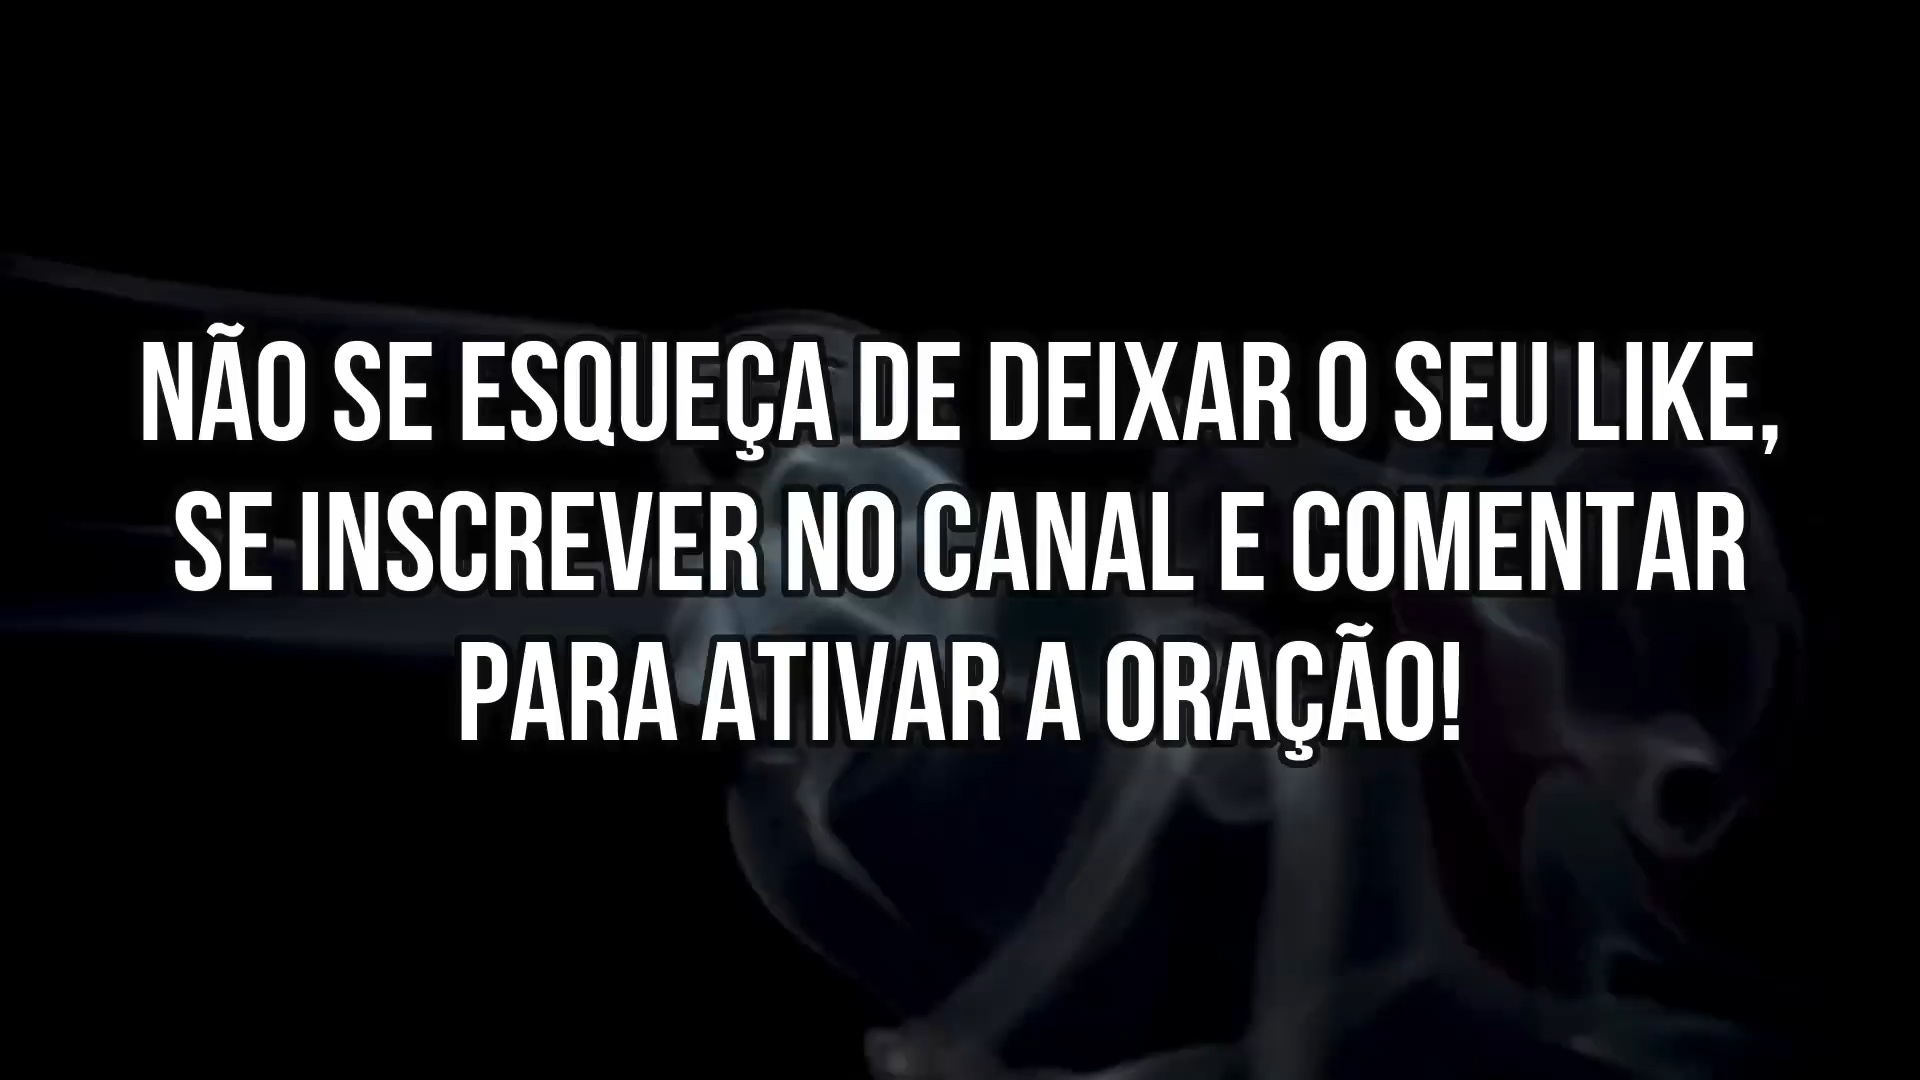 NÃO SE ESQUEÇA DE DEIXAR O SEU LIKE,
SE INSCREVER NO CANAL E COMENTAR
PARA ATIVAR A ORAÇÃO!